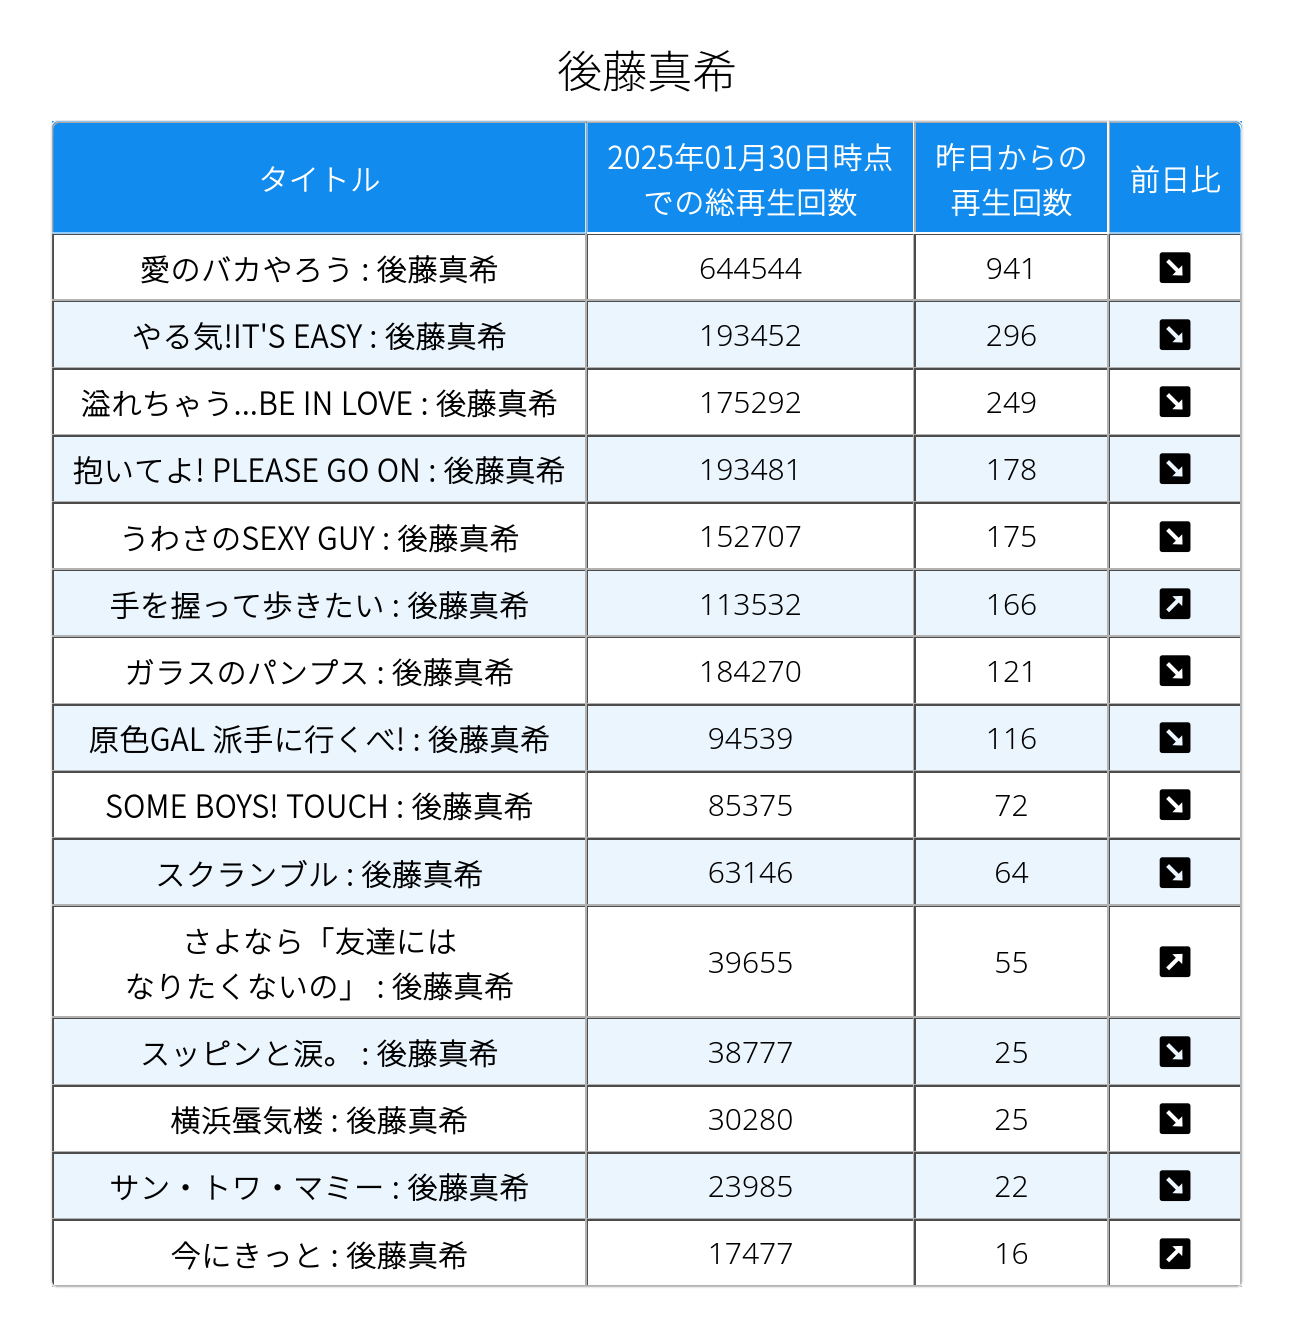 後藤真希
タイトル
2025年01月30日時点
での総再生回数
昨日からの
再生回数
前日比
愛のバカやろう : 後藤真希 644544 941
やる気!IT'S EASY : 後藤真希 193452 296
溢れちゃう...BE IN LOVE : 後藤真希 175292 249
抱いてよ! PLEASE GO ON : 後藤真希 193481 178
うわさのSEXY GUY : 後藤真希 152707 175
手を握って歩きたい : 後藤真希 113532 166
ガラスのパンプス : 後藤真希 184270 121
原色GAL 派手に行くべ! : 後藤真希 94539 116
SOME BOYS! TOUCH : 後藤真希 85375 72
スクランブル : 後藤真希 63146 64
さよなら「友達には
なりたくないの」 : 後藤真希 39655 55
スッピンと涙。 : 後藤真希 38777 25
横浜蜃気楼 : 後藤真希 30280 25
サン・トワ・マミー : 後藤真希 23985 22
今にきっと : 後藤真希 17477 16